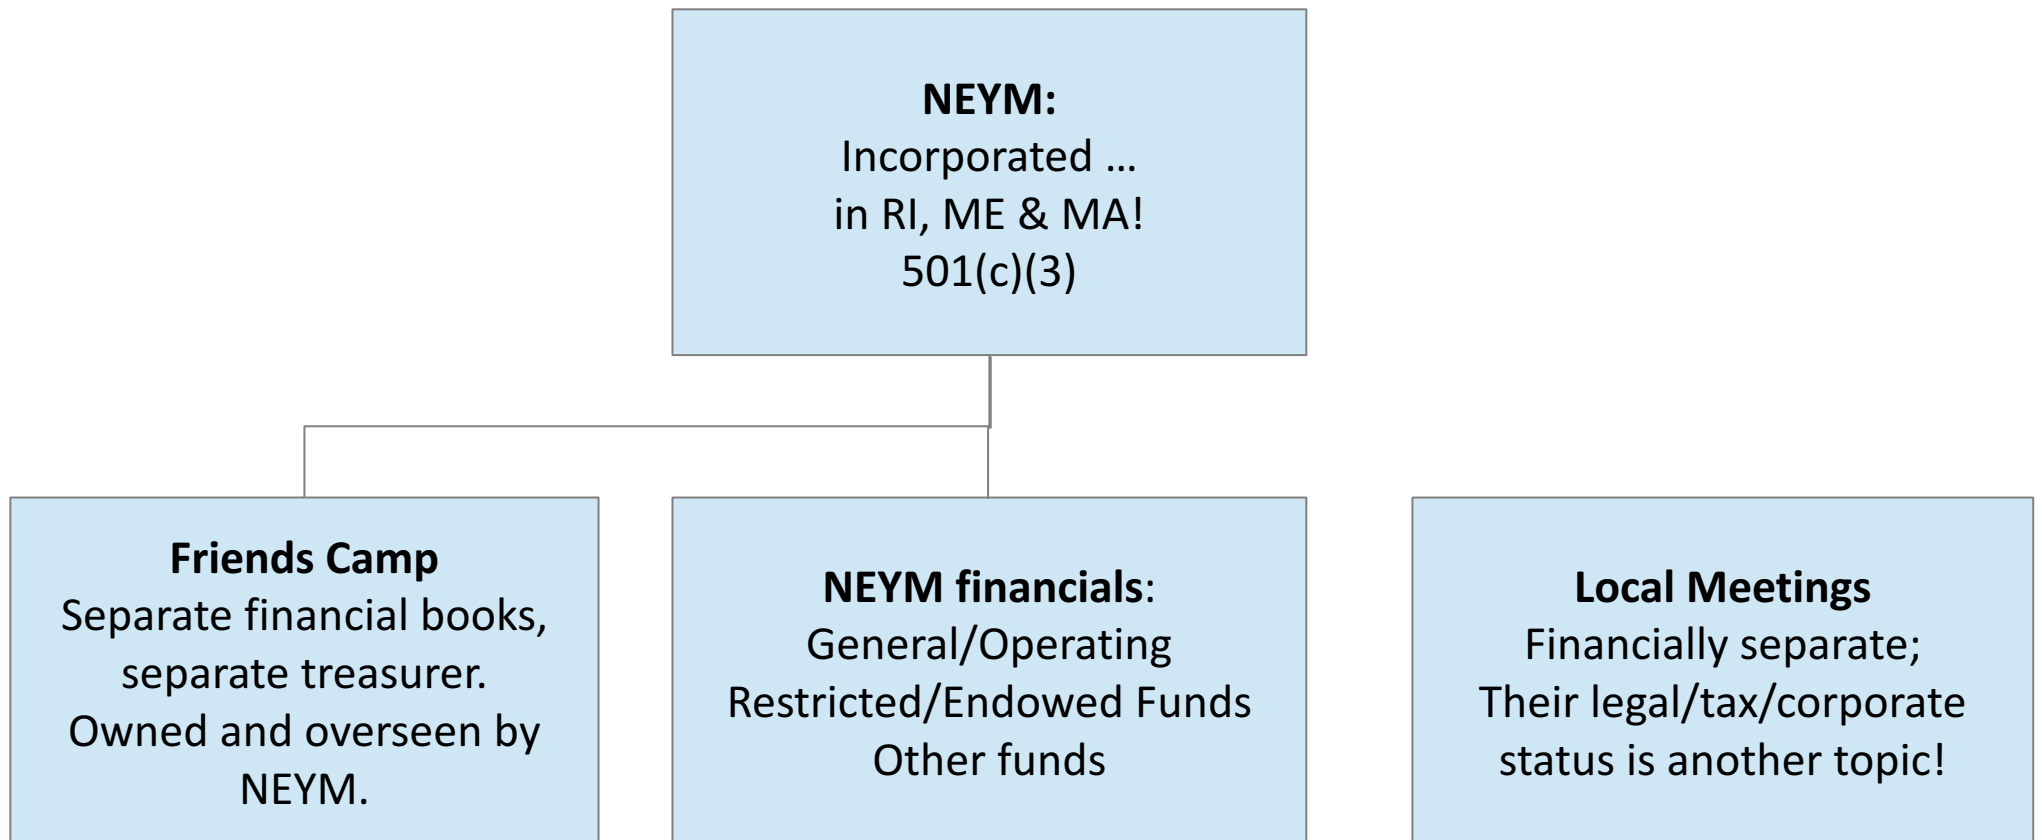 NEYM:
Incorporated …
in RI, ME & MA!
501(c)(3)
Friends Camp
Separate financial books,
separate treasurer.
Owned and overseen by
NEYM.
NEYM financials:
General/Operating
Restricted/Endowed Funds
Other funds
Local Meetings
Financially separate;
Their legal/tax/corporate
status is another topic!